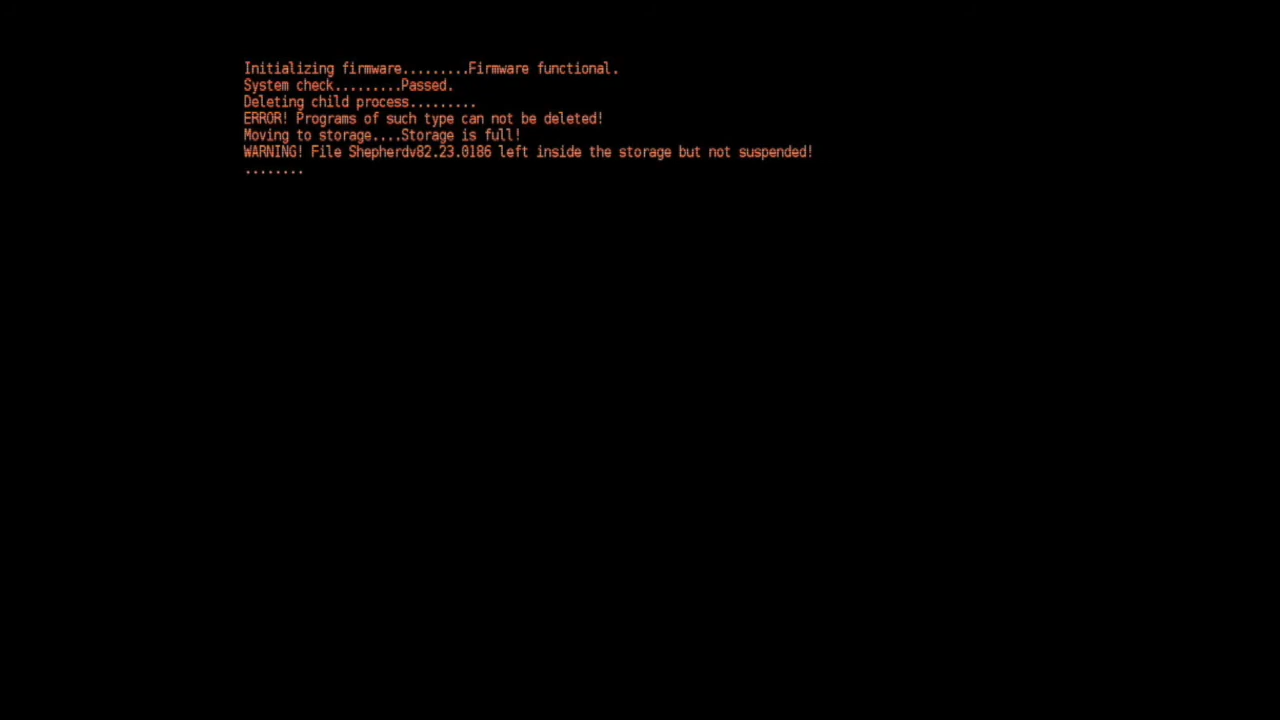 Initializing firmware.........Firmware functional.
System check.........Passed.
Deleting child process.........
ERROR! Programs of such type can not be deleted!
Moving to storage....Storage is full!
WARNING! File Shepherdv82.23.0186 left inside the storage but not suspended!
........